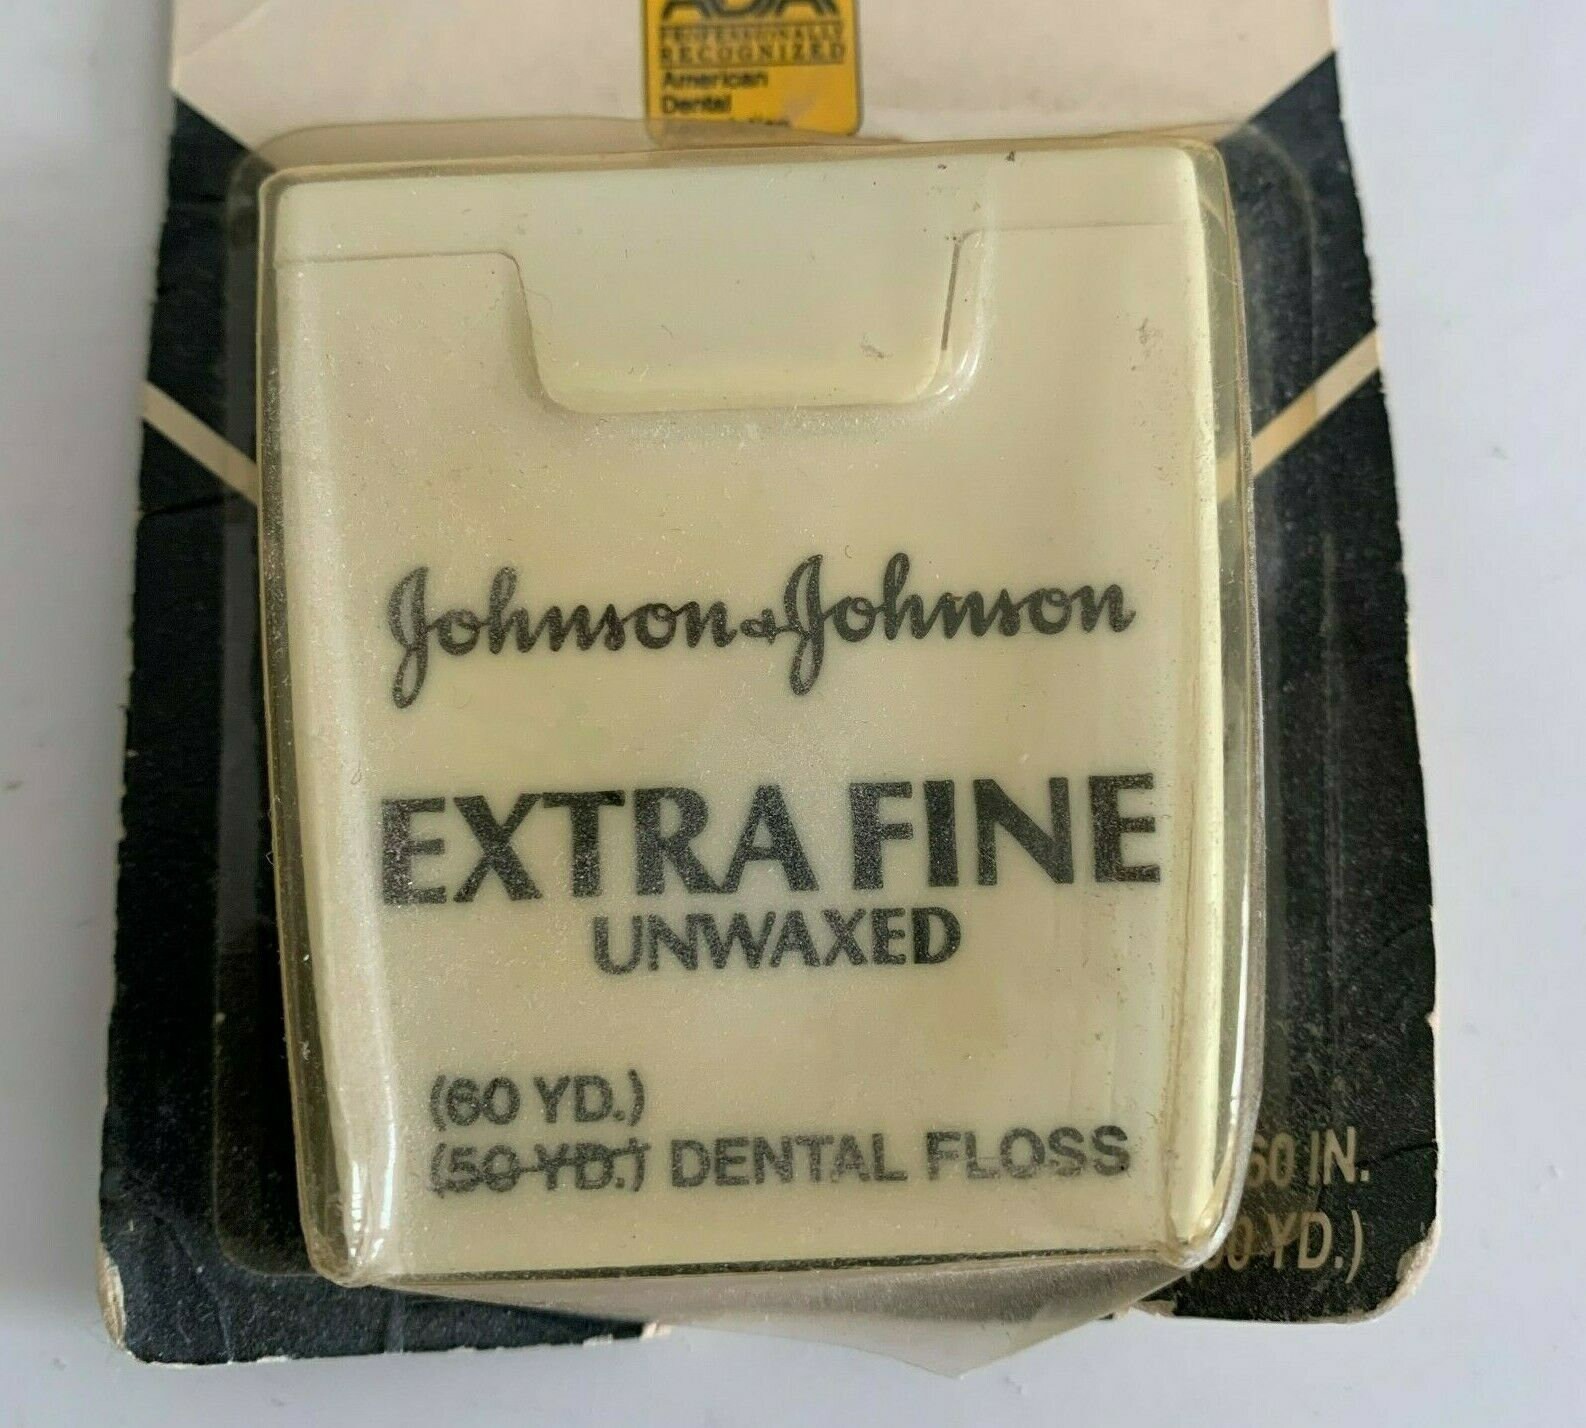 ADA
PROFESSIONALLY
RECOGNIZED
American
Dental
Johnson & Johnson
EXTRA FINE
UNWAXED
(60 YD.)
(50 YD.) DENTAL FLOSS
60 IN.
YD.)